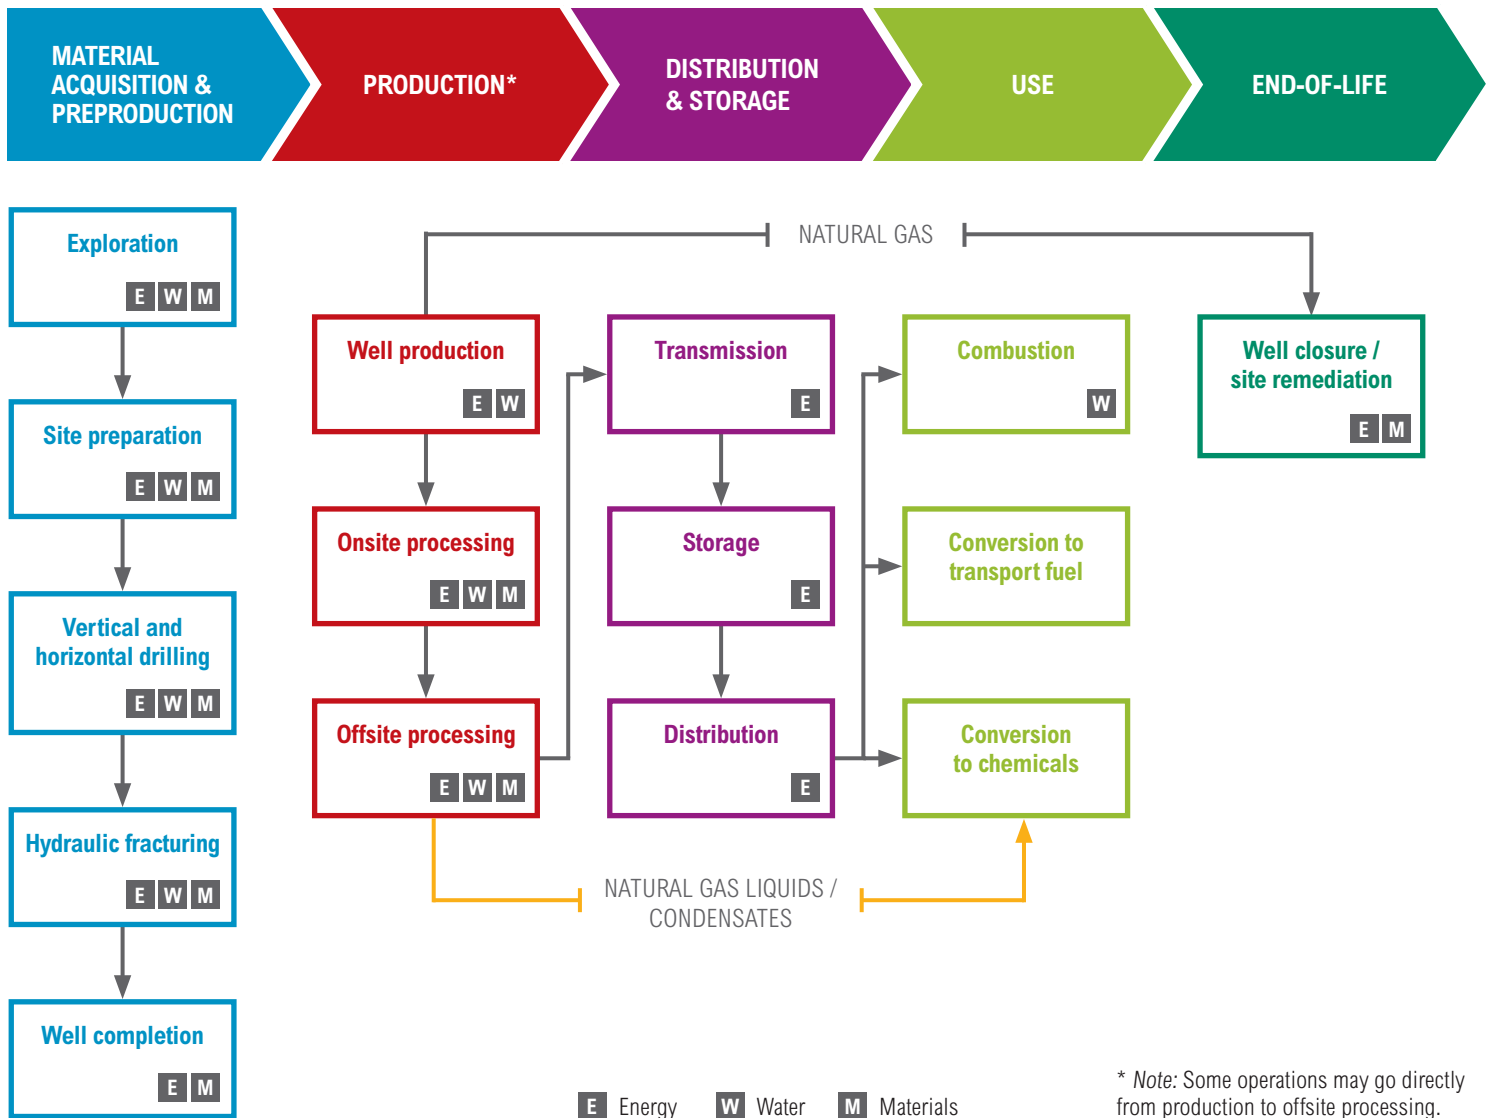 MATERIAL
ACQUISITION &
PREPRODUCTION
PRODUCTION*
DISTRIBUTION
& STORAGE
USE
END-OF-LIFE
Exploration
E W M
Site preparation
E W M
Vertical and
horizontal drilling
E W M
Hydraulic fracturing
E W M
Well completion
E M
NATURAL GAS
Well production
E W
Onsite processing
E W M
Offsite processing
E W M
Transmission
E
Storage
E
Distribution
E
Combustion
W
Conversion to
transport fuel
Conversion
to chemicals
Well closure /
site remediation
E M
NATURAL GAS LIQUIDS /
CONDENSATES
E Energy W Water M Materials
* Note: Some operations may go directly
from production to offsite processing.